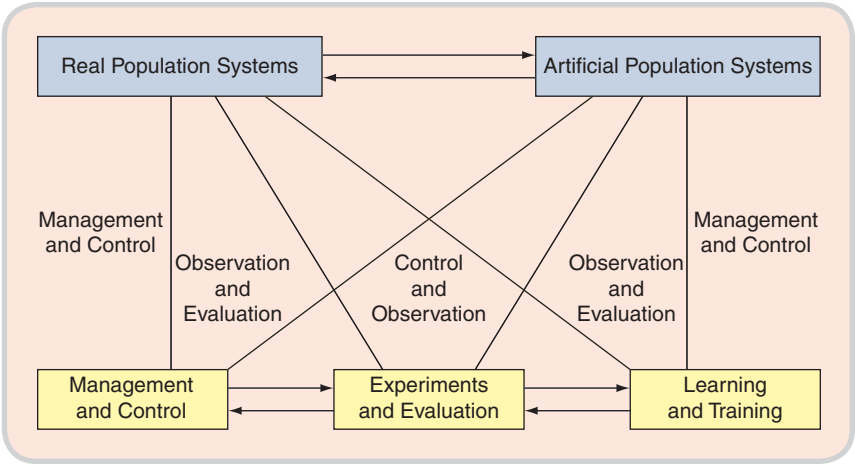 Real Population Systems
Artificial Population Systems
Management
and Control
Observation
and
Evaluation
Control
and
Observation
Observation
and
Evaluation
Management
and Control
Management
and Control
Experiments
and Evaluation
Learning
and Training